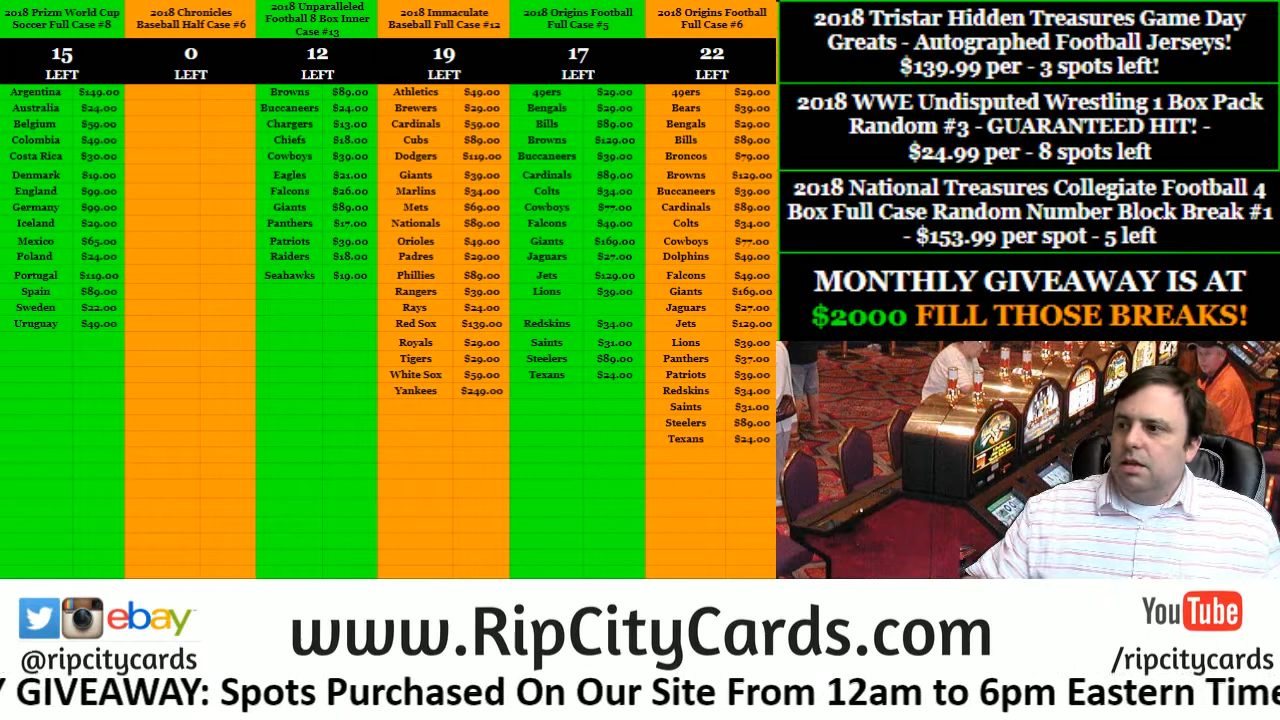 2018 Prizm World Cup
Soccer Full Case #8
15
LEFT
Argentina $149.00
Australia $24.00
Belgium $59.00
Colombia $49.00
Costa Rica $30.00
Denmark $19.00
England $99.00
Germany $99.00
Iceland $29.00
Mexico $65.00
Poland $24.00
Portugal $119.00
Spain $89.00
Sweden $22.00
Uruguay $49.00
2018 Chronicles
Baseball Half Case #6
0
LEFT
2018 Unparalleled
Football 8 Box Inner
Case #13
12
LEFT
Browns $89.00
Buccaneers $24.00
Chargers $13.00
Chiefs $18.00
Cowboys $39.00
Eagles $21.00
Falcons $26.00
Giants $89.00
Panthers $17.00
Patriots $39.00
Raiders $18.00
Seahawks $19.00
2018 Immaculate
Baseball Full Case #12
19
LEFT
Athletics $49.00
Brewers $29.00
Cardinals $59.00
Cubs $89.00
Dodgers $119.00
Giants $39.00
Marlins $34.00
Mets $69.00
Nationals $89.00
Orioles $49.00
Padres $29.00
Phillies $89.00
Rangers $39.00
Rays $24.00
Red Sox $139.00
Royals $29.00
Tigers $29.00
White Sox $59.00
Yankees $249.00
2018 Origins Football
Full Case #5
17
LEFT
49ers $29.00
Bengals $29.00
Bills $89.00
Browns $129.00
Buccaneers $39.00
Cardinals $89.00
Colts $34.00
Cowboys $77.00
Falcons $49.00
Giants $169.00
Jaguars $27.00
Jets $129.00
Lions $39.00
Redskins $34.00
Saints $31.00
Steelers $89.00
Texans $24.00
2018 Origins Football
Full Case #6
22
LEFT
49ers $29.00
Bears $39.00
Bengals $29.00
Bills $89.00
Broncos $79.00
Browns $129.00
Buccaneers $39.00
Cardinals $89.00
Colts $34.00
Cowboys $77.00
Dolphins $49.00
Falcons $49.00
Giants $169.00
Jaguars $27.00
Jets $129.00
Lions $39.00
Panthers $37.00
Patriots $39.00
Redskins $34.00
Saints $31.00
Steelers $89.00
Texans $24.00
2018 Tristar Hidden Treasures Game Day
Greats - Autographed Football Jerseys!
$139.99 per - 3 spots left!
2018 WWE Undisputed Wrestling 1 Box Pack
Random #3 - GUARANTEED HIT! -
$24.99 per - 8 spots left
2018 National Treasures Collegiate Football 4
Box Full Case Random Number Block Break #1
- $153.99 per spot - 5 left
MONTHLY GIVEAWAY IS AT
$2000 FILL THOSE BREAKS!
ebay
@ripcitycards
www.RipCityCards.com
YouTube
/ripcitycards
Y GIVEAWAY: Spots Purchased On Our Site From 12am to 6pm Eastern Time